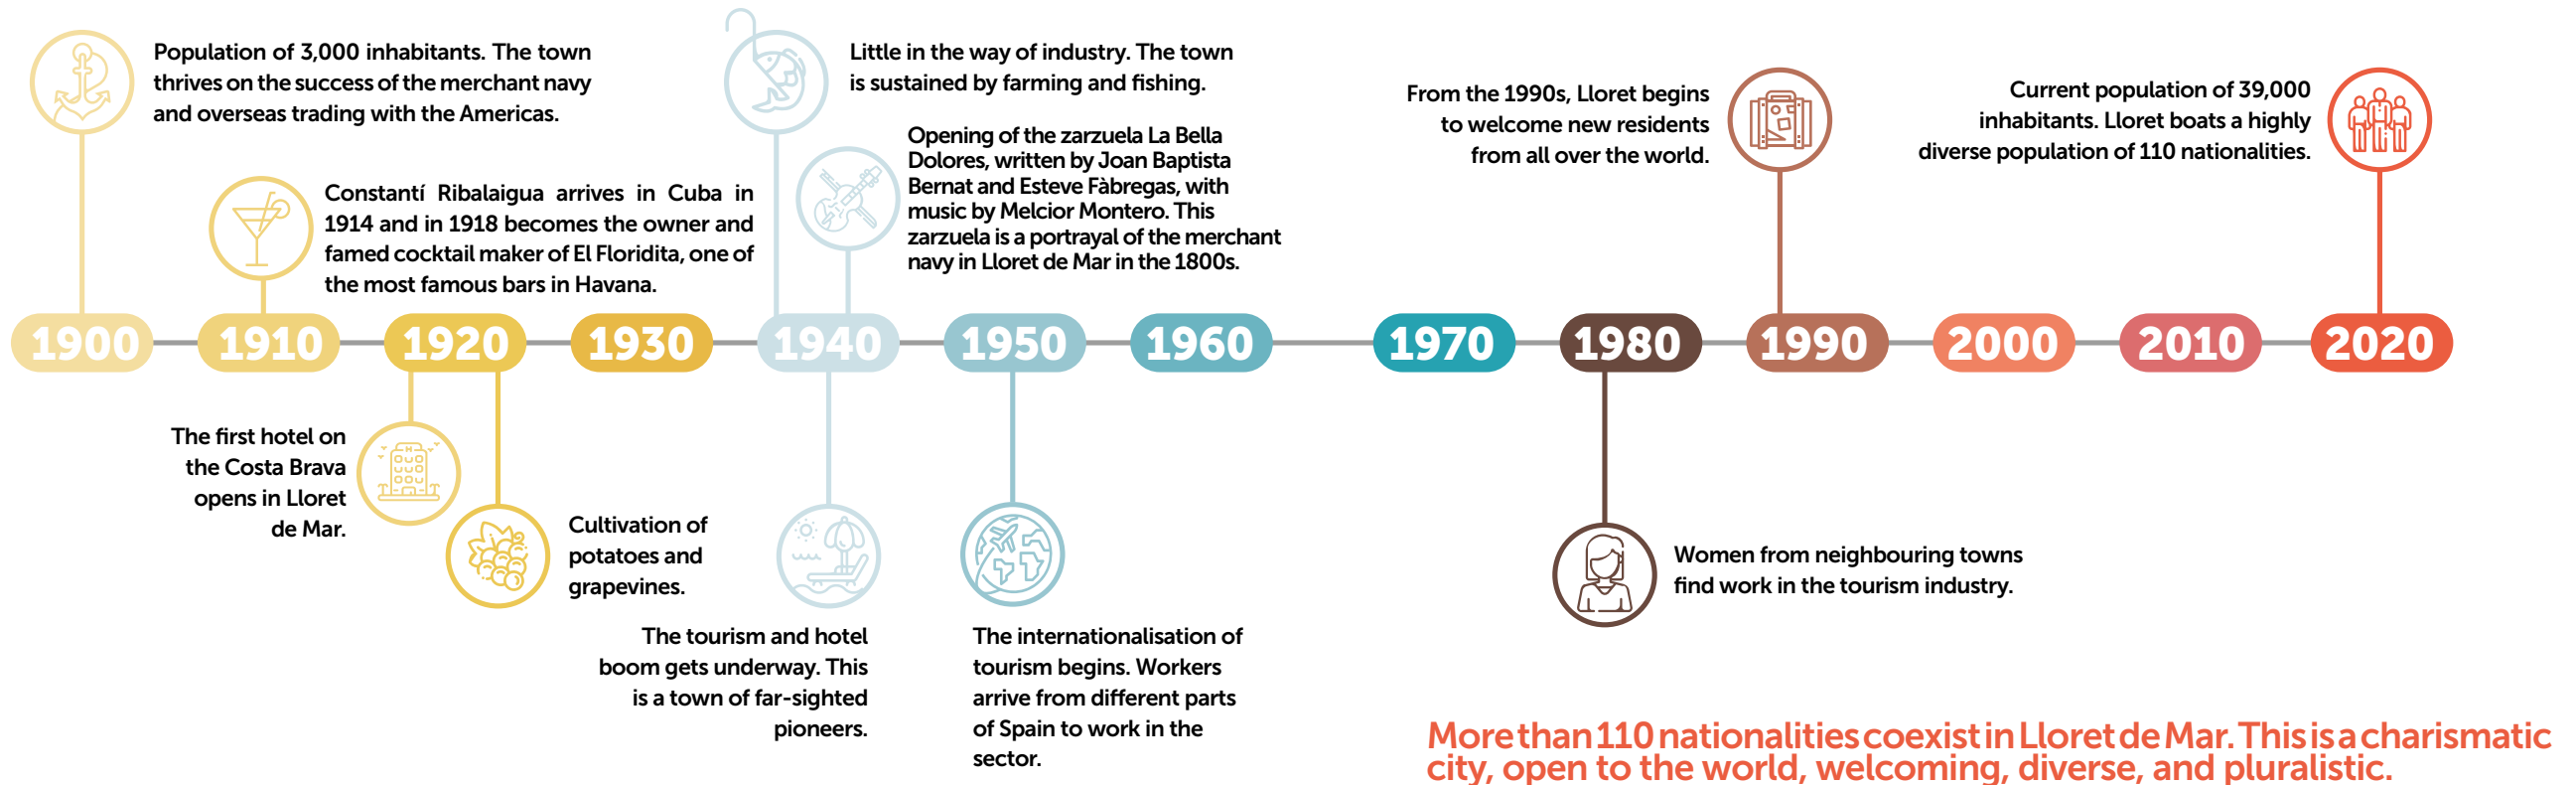 Population of 3,000 inhabitants. The town
thrives on the success of the merchant navy
and overseas trading with the Americas.
Constantí Ribalaigua arrives in Cuba in
1914 and in 1918 becomes the owner and
famed cocktail maker of El Floridita, one of
the most famous bars in Havana.
Little in the way of industry. The town
is sustained by farming and fishing.
Opening of the zarzuela La Bella
Dolores, written by Joan Baptista
Bernat and Esteve Fàbregas, with
music by Melcior Montero. This
zarzuela is a portrayal of the merchant
navy in Lloret de Mar in the 1800s.
From the 1990s, Lloret begins
to welcome new residents
from all over the world.
Current population of 39,000
inhabitants. Lloret boats a highly
diverse population of 110 nationalities.
1900 1910 1920 1930 1940 1950 1960 1970 1980 1990 2000 2010 2020
The first hotel on
the Costa Brava
opens in Lloret
de Mar.
Cultivation of
potatoes and
grapevines.
The tourism and hotel
boom gets underway. This
is a town of far-sighted
pioneers.
The internationalisation of
tourism begins. Workers
arrive from different parts
of Spain to work in the
sector.
Women from neighbouring towns
find work in the tourism industry.
More than 110 nationalities coexist in Lloret de Mar. This is a charismatic
city, open to the world, welcoming, diverse, and pluralistic.